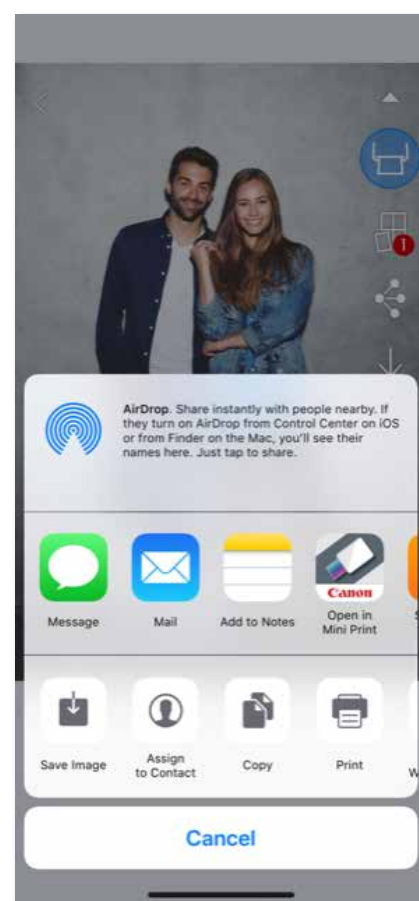 1
AirDrop. Share instantly with people nearby. If
they turn on AirDrop from Control Center on iOS
or from Finder on the Mac, you'll see their
names here. Just tap to share.
Canon
Message
Mail
Add to Notes
Open in
Mini Print
Save Image
Assign
to Contact
Copy
Print
Cancel